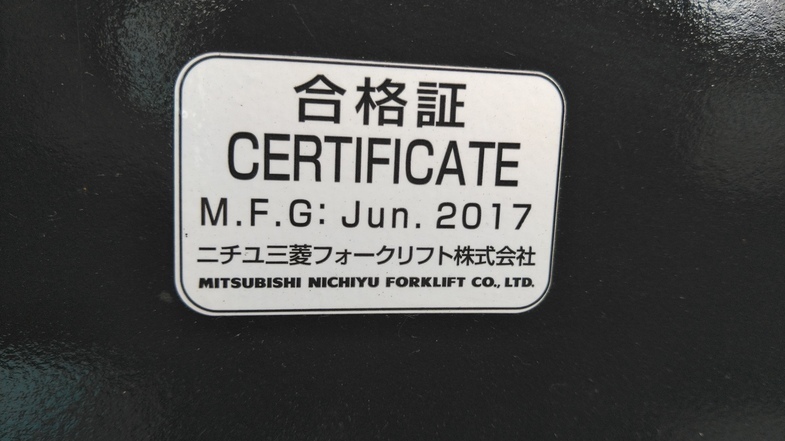 合格証
CERTIFICATE
M.F.G: Jun. 2017
ニチユ三菱フォークリフト株式会社
MITSUBISHI NICHIYU FORKLIFT CO., LTD.